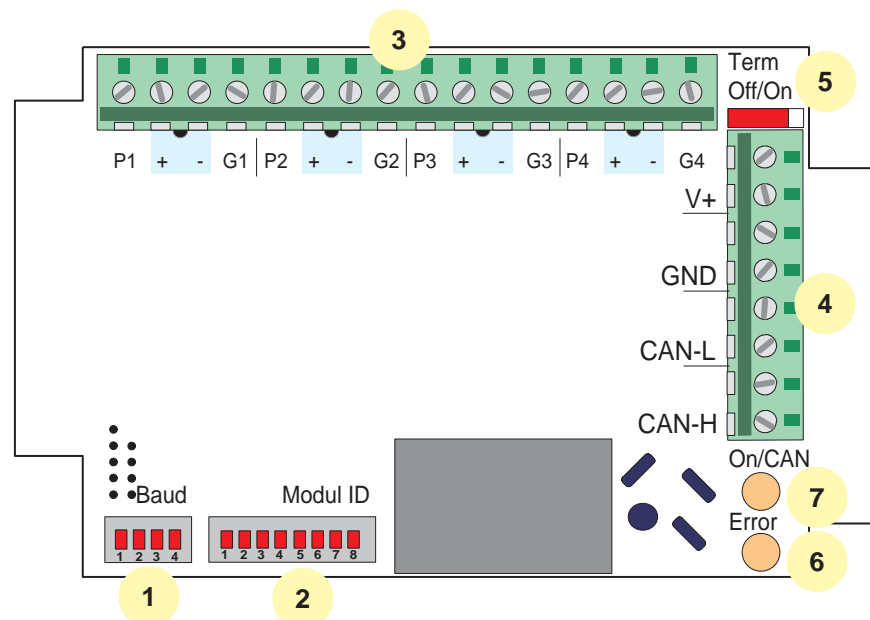 3
Term
Off/On
5
P1 + - G1 P2 + - G2 P3 + - G3 P4 + - G4
V+
GND
4
CAN-L
CAN-H
On/CAN
7
Baud
Modul ID
Error
6
1 2 3 4
1 2 3 4 5 6 7 8
1
2